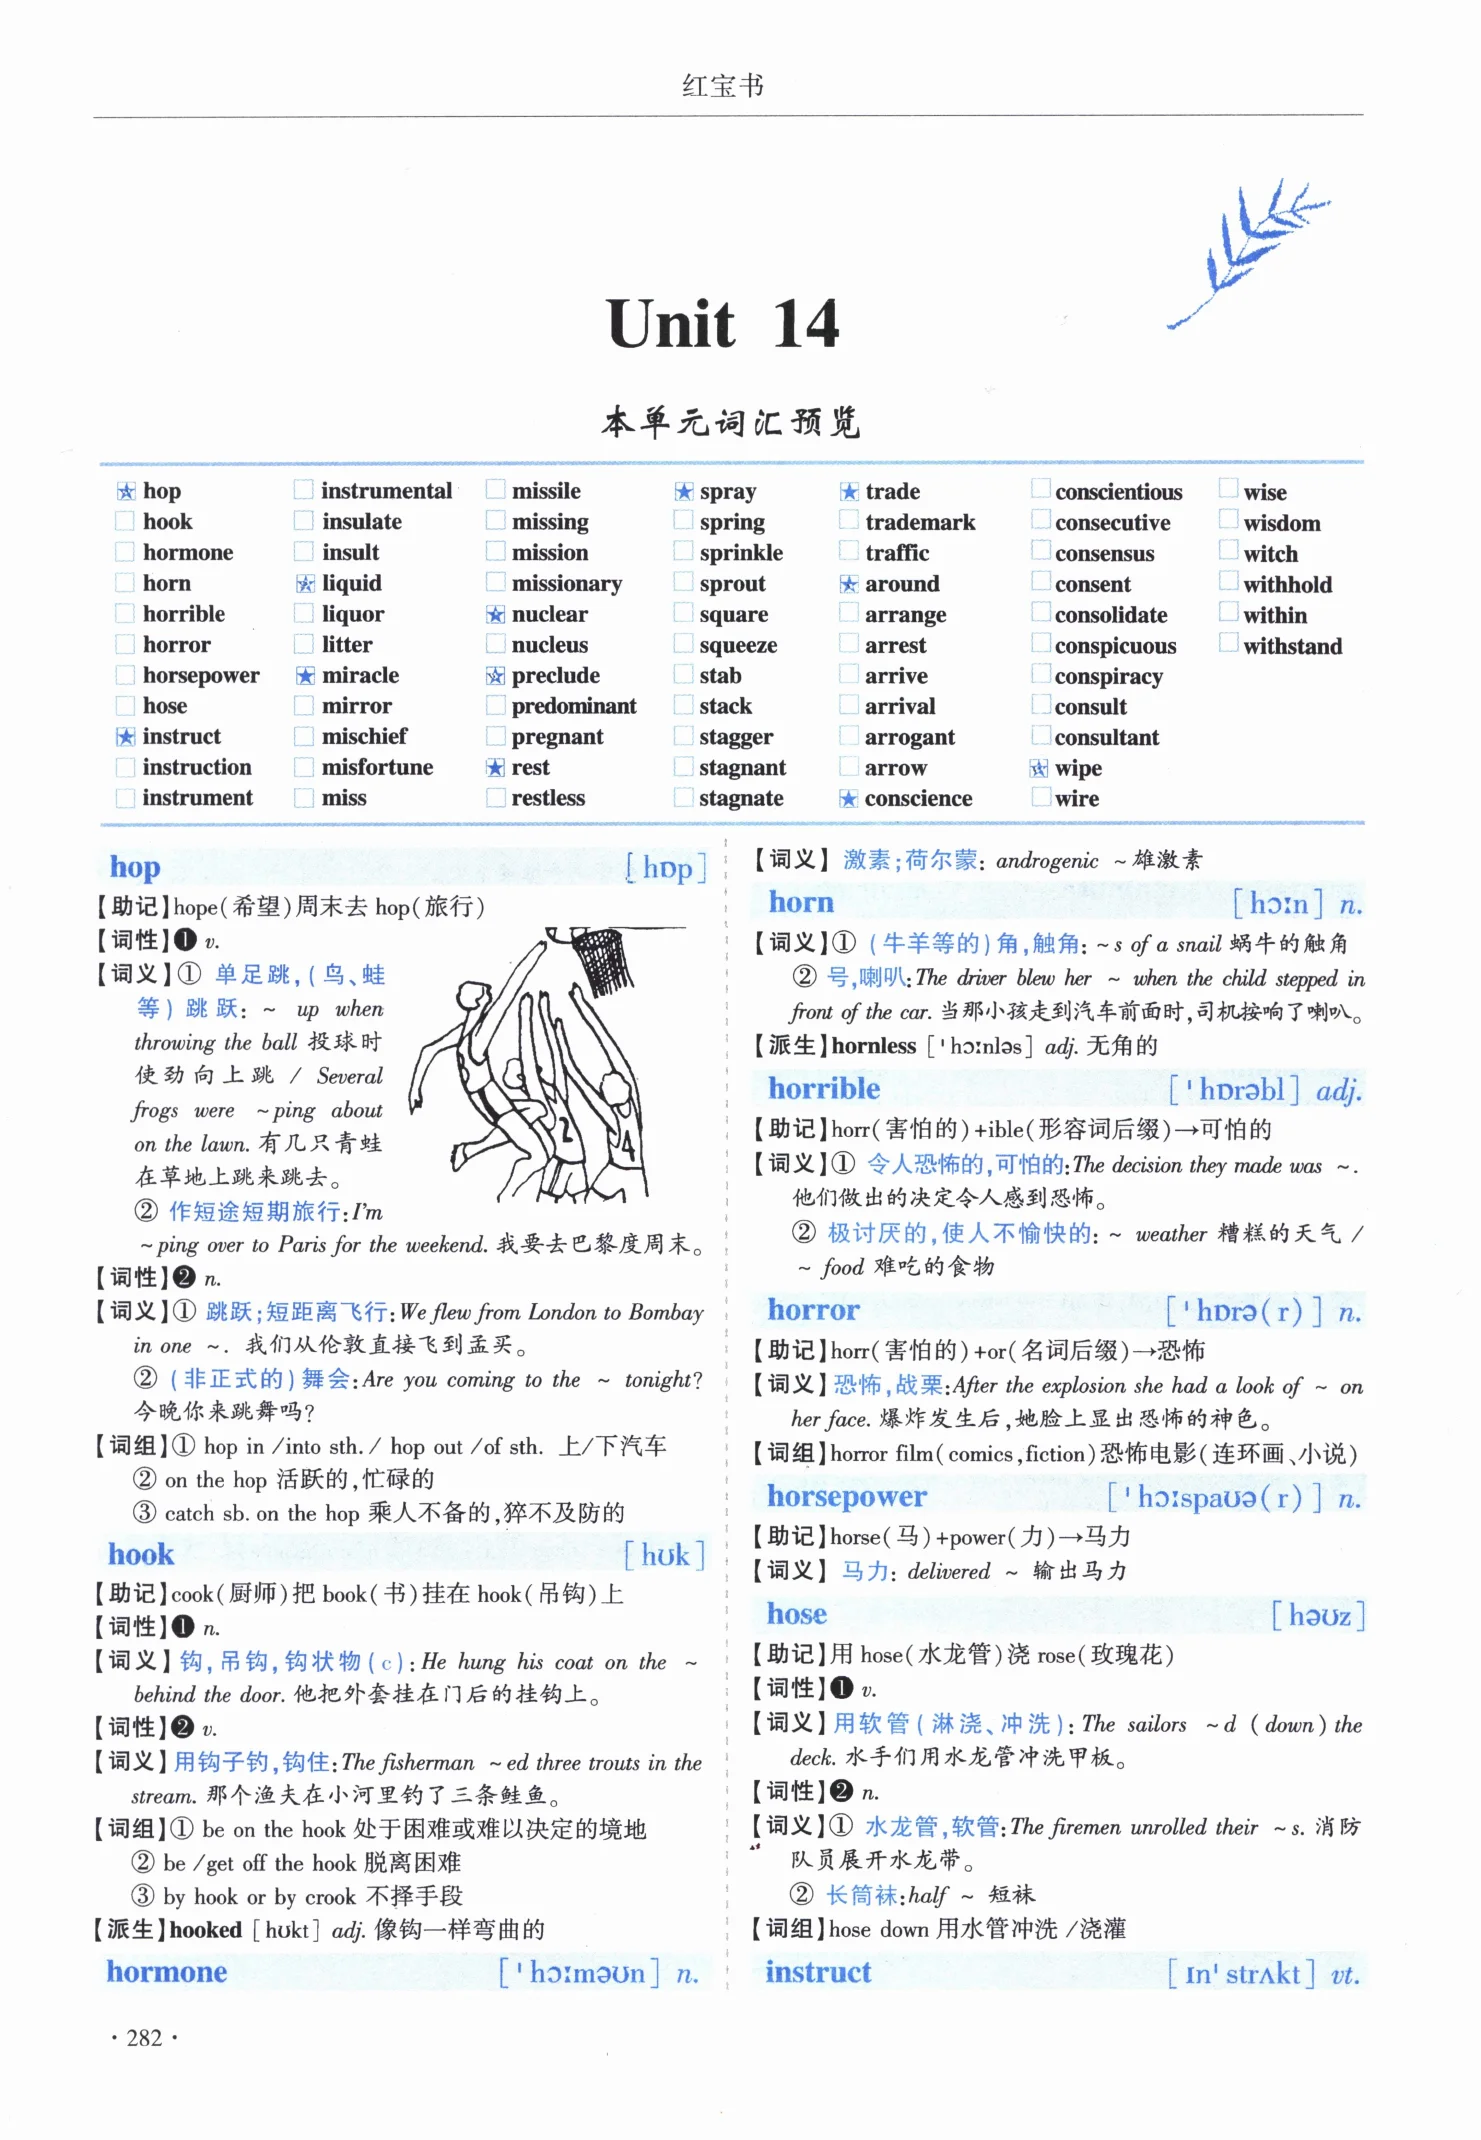 红宝书
Unit 14
本单元词汇预览
hop instrumental missile spray trade conscientious wise
hook insulate missing spring trademark consecutive wisdom
hormone insult mission sprinkle traffic consensus witch
horn liquid missionary sprout around consent withhold
horrible liquor nuclear square arrange consolidate within
horror litter nucleus squeeze arrest conspicuous withstand
horsepower miracle preclude stab arrive conspiracy
hose mirror predominant stack arrival consult
instruct mischief pregnant stagger arrogant consultant
instruction misfortune rest stagnant arrow wipe
instrument miss restless stagnate conscience wire
hop [hɒp]
【助记】hope(希望)周末去 hop(旅行)
【词性】❶ v.
【词义】① 单足跳,(鸟、蛙
等)跳跃: ~ up when
throwing the ball 投球时
使劲向上跳 / Several
frogs were ~ping about
on the lawn. 有几只青蛙
在草地上跳来跳去。
② 作短途短期旅行:I'm
~ping over to Paris for the weekend. 我要去巴黎度周末。
【词性】❷ n.
【词义】① 跳跃;短距离飞行:We flew from London to Bombay
in one ~. 我们从伦敦直接飞到孟买。
② (非正式的)舞会:Are you coming to the ~ tonight?
今晚你来跳舞吗?
【词组】① hop in /into sth. / hop out /of sth. 上/下汽车
② on the hop 活跃的,忙碌的
③ catch sb. on the hop 乘人不备的,猝不及防的
hook [hʊk]
【助记】cook(厨师)把 book(书)挂在 hook(吊钩)上
【词性】❶ n.
【词义】钩,吊钩,钩状物(c):He hung his coat on the ~
behind the door. 他把外套挂在门后的挂钩上。
【词性】❷ v.
【词义】用钩子钓,钩住:The fisherman ~ed three trouts in the
stream. 那个渔夫在小河里钓了三条鲑鱼。
【词组】① be on the hook 处于困难或难以决定的境地
② be /get off the hook 脱离困难
③ by hook or by crook 不择手段
【派生】hooked [hʊkt] adj. 像钩一样弯曲的
hormone ['hɔːməʊn] n.
【词义】激素;荷尔蒙: androgenic ~雄激素
horn [hɔːn] n.
【词义】① (牛羊等的)角,触角: ~s of a snail 蜗牛的触角
② 号,喇叭:The driver blew her ~ when the child stepped in
front of the car. 当那小孩走到汽车前面时,司机按响了喇叭。
【派生】hornless ['hɔːnləs] adj. 无角的
horrible ['hɒrəbl] adj.
【助记】horr(害怕的)+ible(形容词后缀)→可怕的
【词义】① 令人恐怖的,可怕的:The decision they made was ~.
他们做出的决定令人感到恐怖。
② 极讨厌的,使人不愉快的: ~ weather 糟糕的天气 /
~ food 难吃的食物
horror ['hɒrə(r)] n.
【助记】horr(害怕的)+or(名词后缀)→恐怖
【词义】恐怖,战栗:After the explosion she had a look of ~ on
her face. 爆炸发生后,她脸上显出恐怖的神色。
【词组】horror film(comics,fiction)恐怖电影(连环画、小说)
horsepower ['hɔːspaʊə(r)] n.
【助记】horse(马)+power(力)→马力
【词义】马力: delivered ~ 输出马力
hose [həʊz]
【助记】用 hose(水龙管)浇 rose(玫瑰花)
【词性】❶ v.
【词义】用软管(淋浇、冲洗): The sailors ~d (down) the
deck. 水手们用水龙管冲洗甲板。
【词性】❷ n.
【词义】① 水龙管,软管:The firemen unrolled their ~s. 消防
队员展开水龙带。
② 长筒袜:half ~ 短袜
【词组】hose down 用水管冲洗 /浇灌
instruct [ɪn'strʌkt] vt.
2
4
·282·